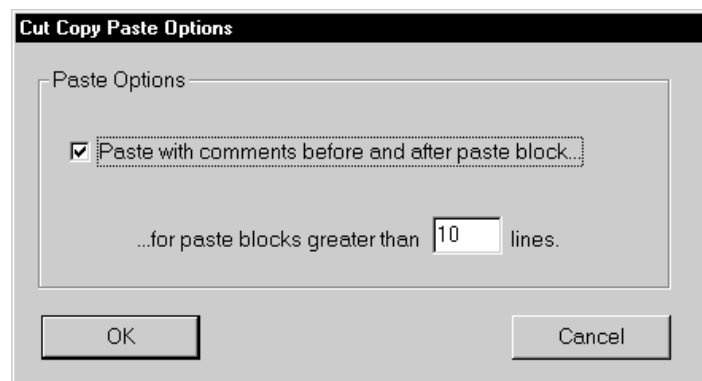 Cut Copy Paste Options
Paste Options
Paste with comments before and after paste block...
...for paste blocks greater than 10 lines.
OK Cancel